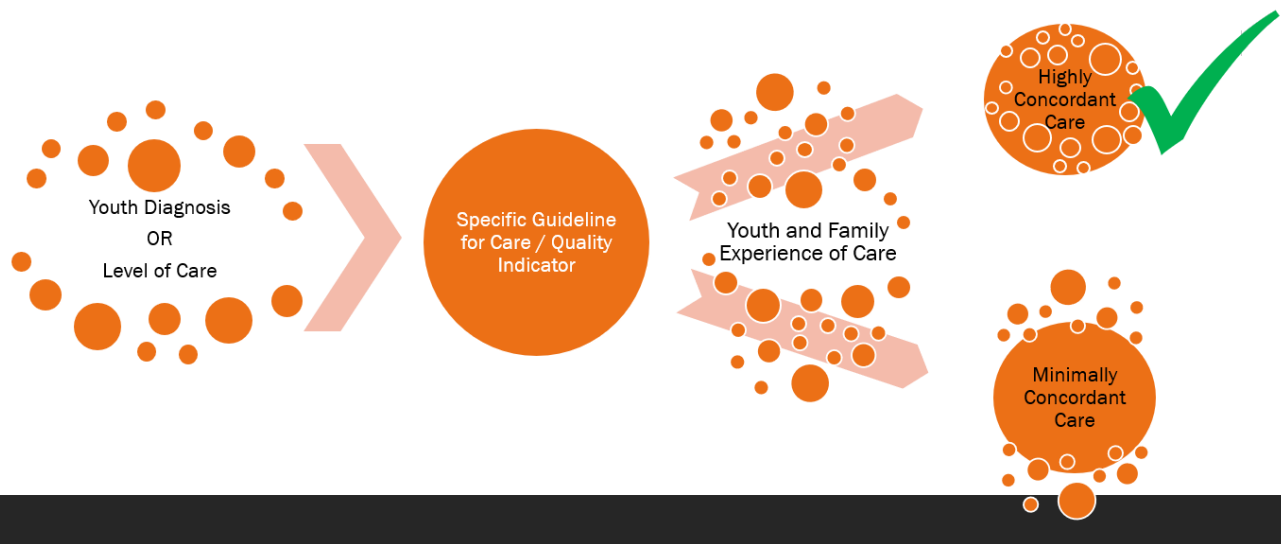 Youth Diagnosis
OR
Level of Care
Specific Guideline
for Care / Quality
Indicator
Youth and Family
Experience of Care
Highly
Concordant
Care
Minimally
Concordant
Care